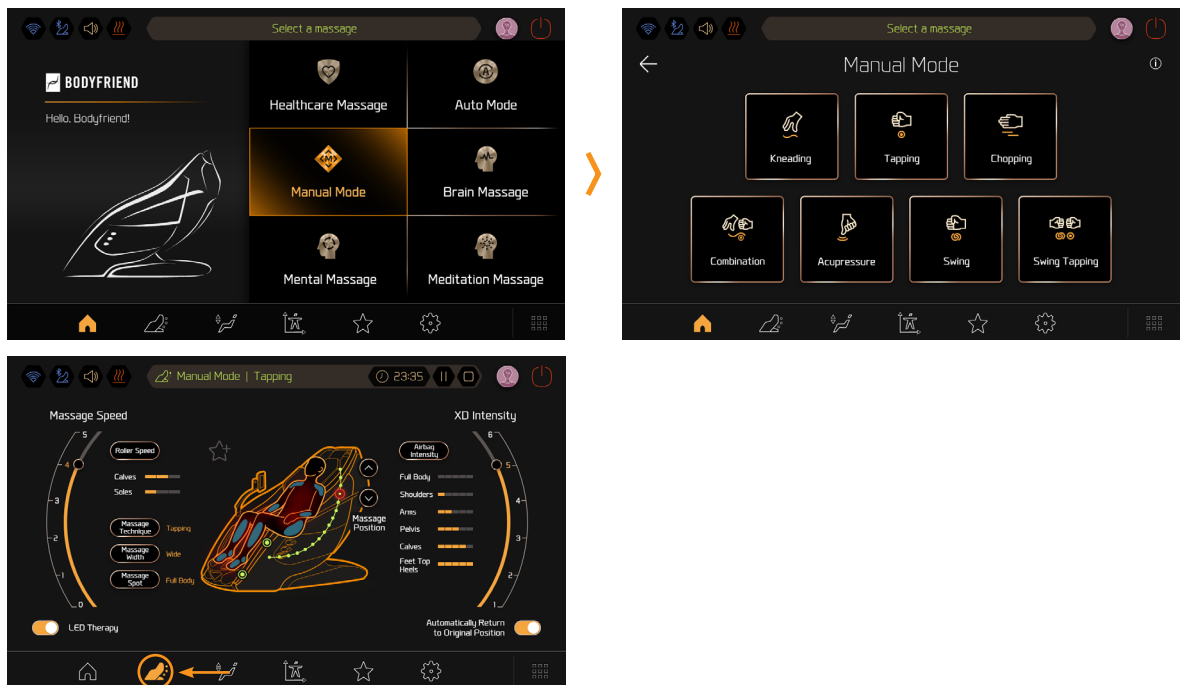 Select a massage
BODYFRIEND
Hello, Bodyfriend!
Healthcare Massage
Auto Mode
Manual Mode
Brain Massage
Mental Massage
Meditation Massage
Select a massage
Manual Mode
Kneading
Tapping
Chopping
Combination
Acupressure
Swing
Swing Tapping
Manual Mode | Tapping
23:35
Massage Speed
XD Intensity
5
4
3
2
1
0
Roller Speed
Calves
Soles
Massage
Technique
Tapping
Massage
Width
Wide
Massage
Spot
Full Body
Massage
Position
Airbag
Intensity
Full Body
Shoulders
Arms
Pelvis
Calves
Feet Top
Heels
6
5
4
3
2
1
LED Therapy
Automatically Return
to Original Position